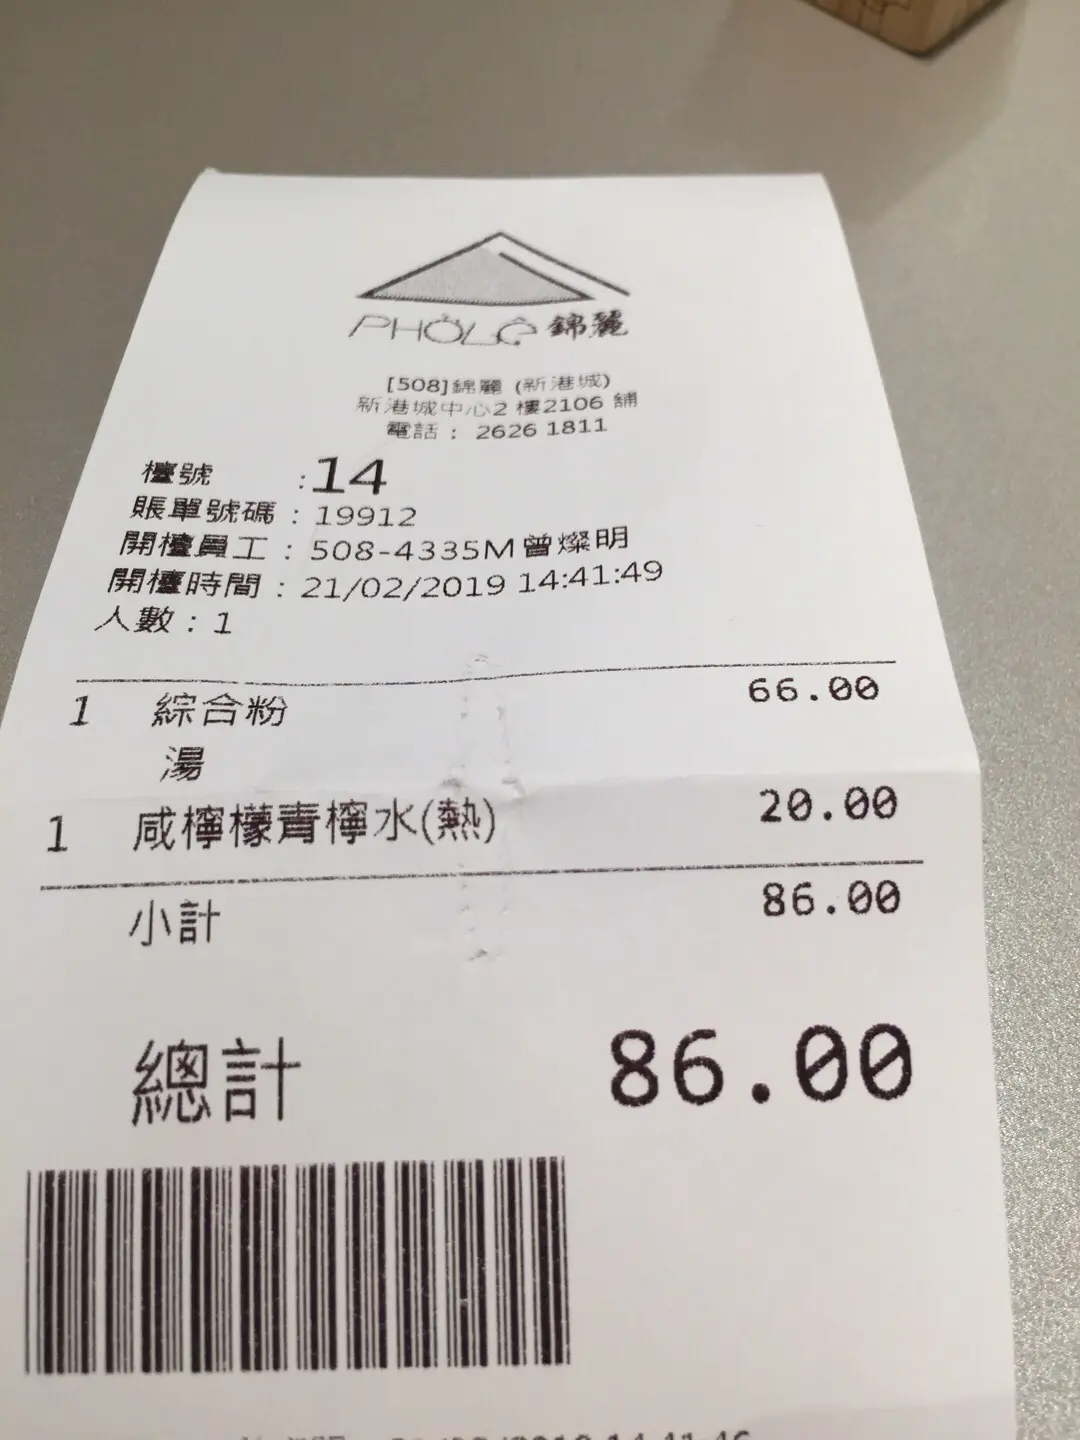 PHỞLệ 錦麗
[508]錦麗 (新港城)
新港城中心2 樓2106 舖
電話 : 2626 1811
檯號 :14
賬單號碼 : 19912
開檯員工 : 508-4335M 曾燦明
開檯時間 : 21/02/2019 14:41:49
人數 : 1
1 綜合粉 66.00
湯
1 咸檸檬青檸水(熱) 20.00
小計 86.00
總計 86.00